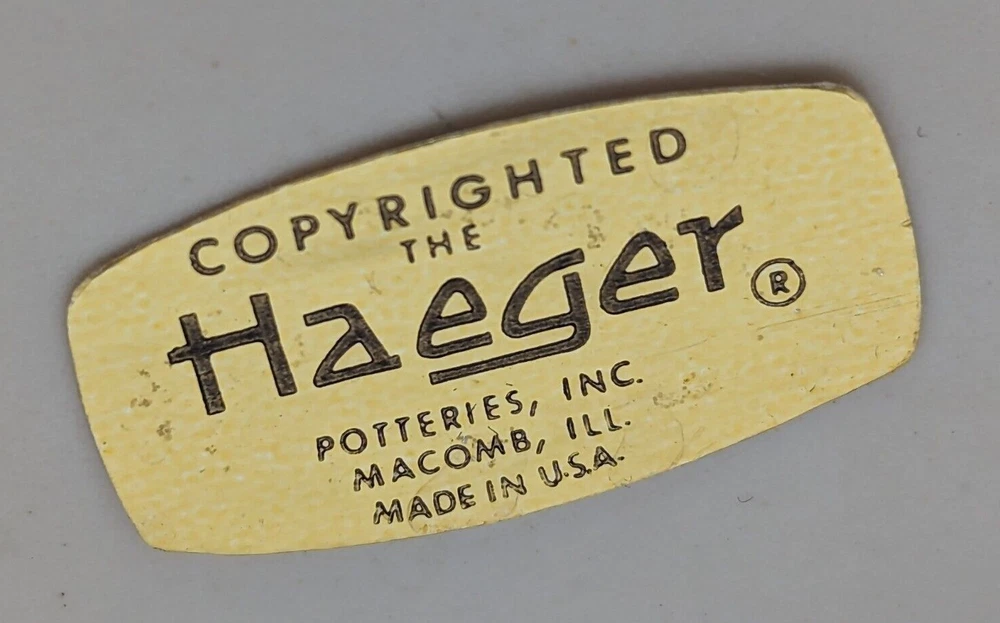 COPYRIGHTED
THE
Haeger ®
POTTERIES, INC.
MACOMB, ILL.
MADE IN U.S.A.